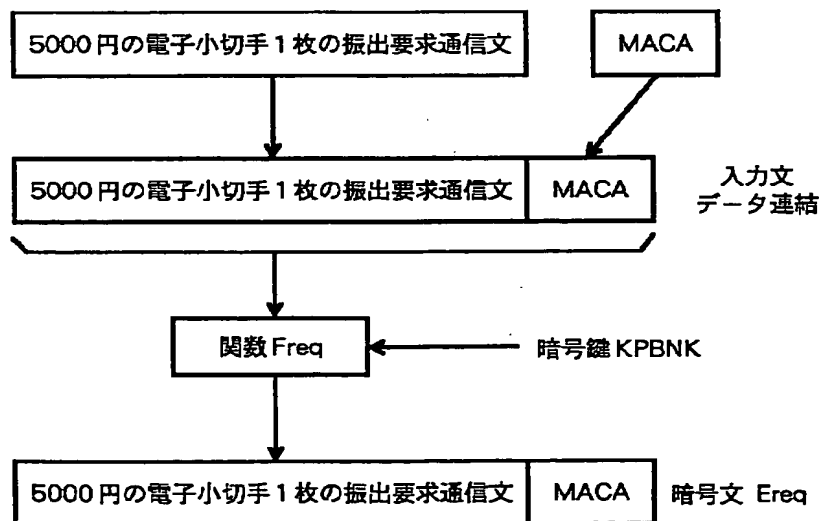 5000円の電子小切手1枚の振出要求通信文
MACA
5000円の電子小切手1枚の振出要求通信文
MACA
入力文
データ連結
関数Freq
暗号鍵KPBNK
5000円の電子小切手1枚の振出要求通信文
MACA
暗号文 Ereq